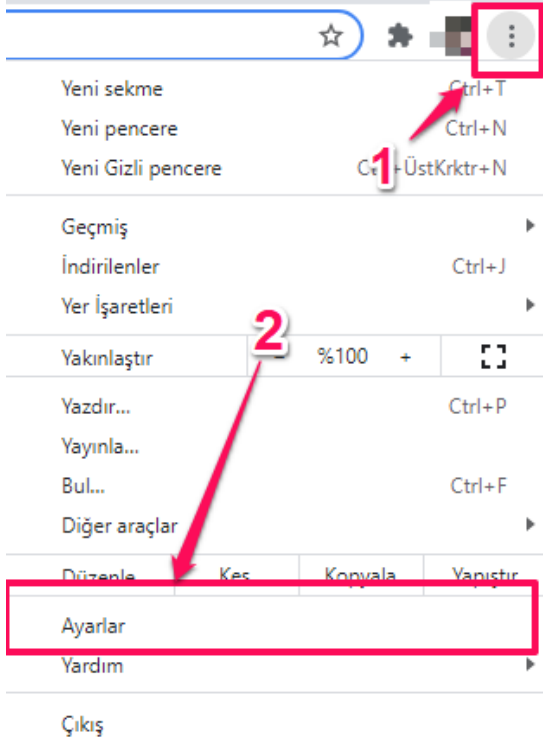 Yeni sekme Ctrl+T
Yeni pencere Ctrl+N
1
Yeni Gizli pencere +ÜstKrktr+N
Geçmiş
İndirilenler Ctrl+J
Yer İşaretleri
2
Yakınlaştır - %100 +
Yazdır... Ctrl+P
Yayınla...
Bul... Ctrl+F
Diğer araçlar
Düzenle Kes Kopyala Yapıştır
Ayarlar
Yardım
Çıkış